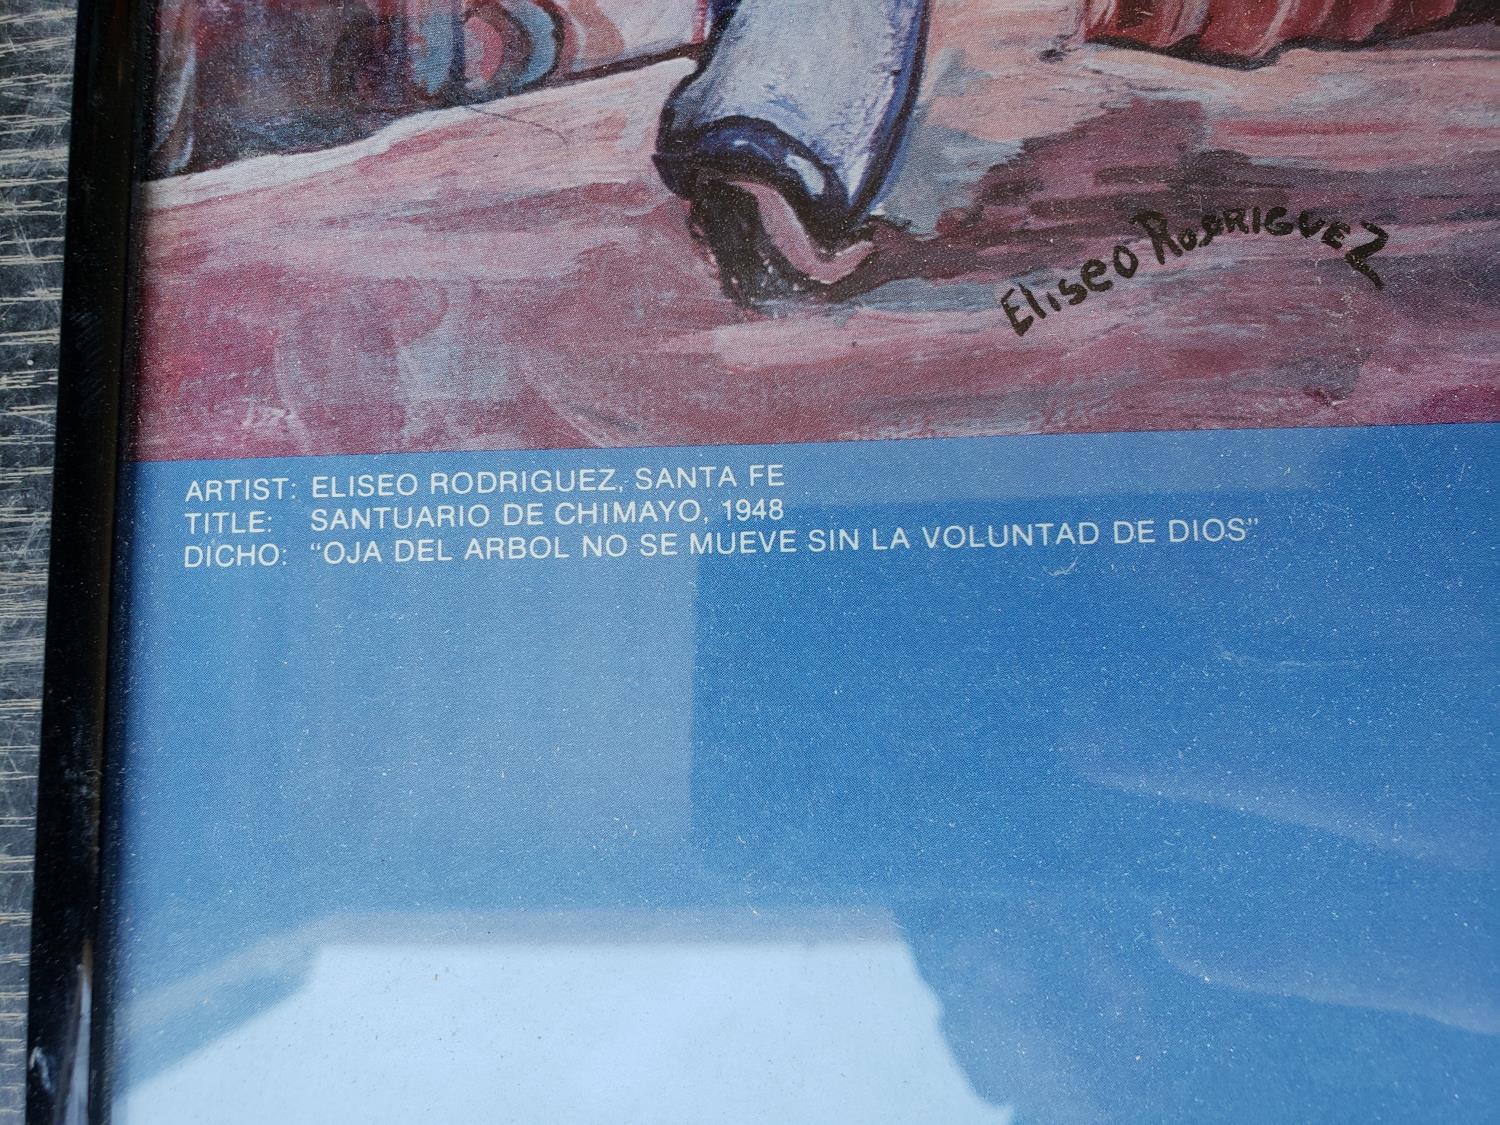 Eliseo Rodriguez
ARTIST: ELISEO RODRIGUEZ, SANTA FE
TITLE: SANTUARIO DE CHIMAYO, 1948
DICHO: “OJA DEL ARBOL NO SE MUEVE SIN LA VOLUNTAD DE DIOS”